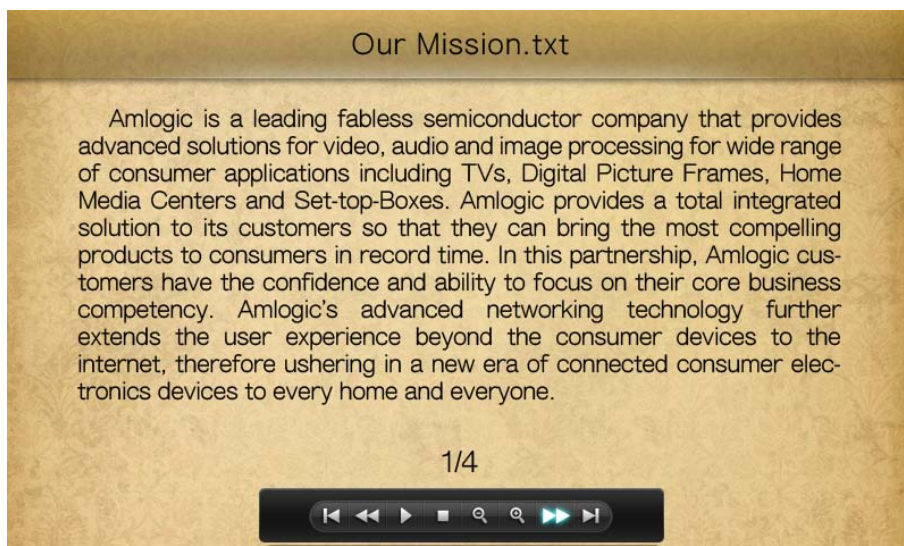 Our Mission.txt
Amlogic is a leading fabless semiconductor company that provides
advanced solutions for video, audio and image processing for wide range
of consumer applications including TVs, Digital Picture Frames, Home
Media Centers and Set-top-Boxes. Amlogic provides a total integrated
solution to its customers so that they can bring the most compelling
products to consumers in record time. In this partnership, Amlogic cus-
tomers have the confidence and ability to focus on their core business
competency. Amlogic's advanced networking technology further
extends the user experience beyond the consumer devices to the
internet, therefore ushering in a new era of connected consumer elec-
tronics devices to every home and everyone.
1/4